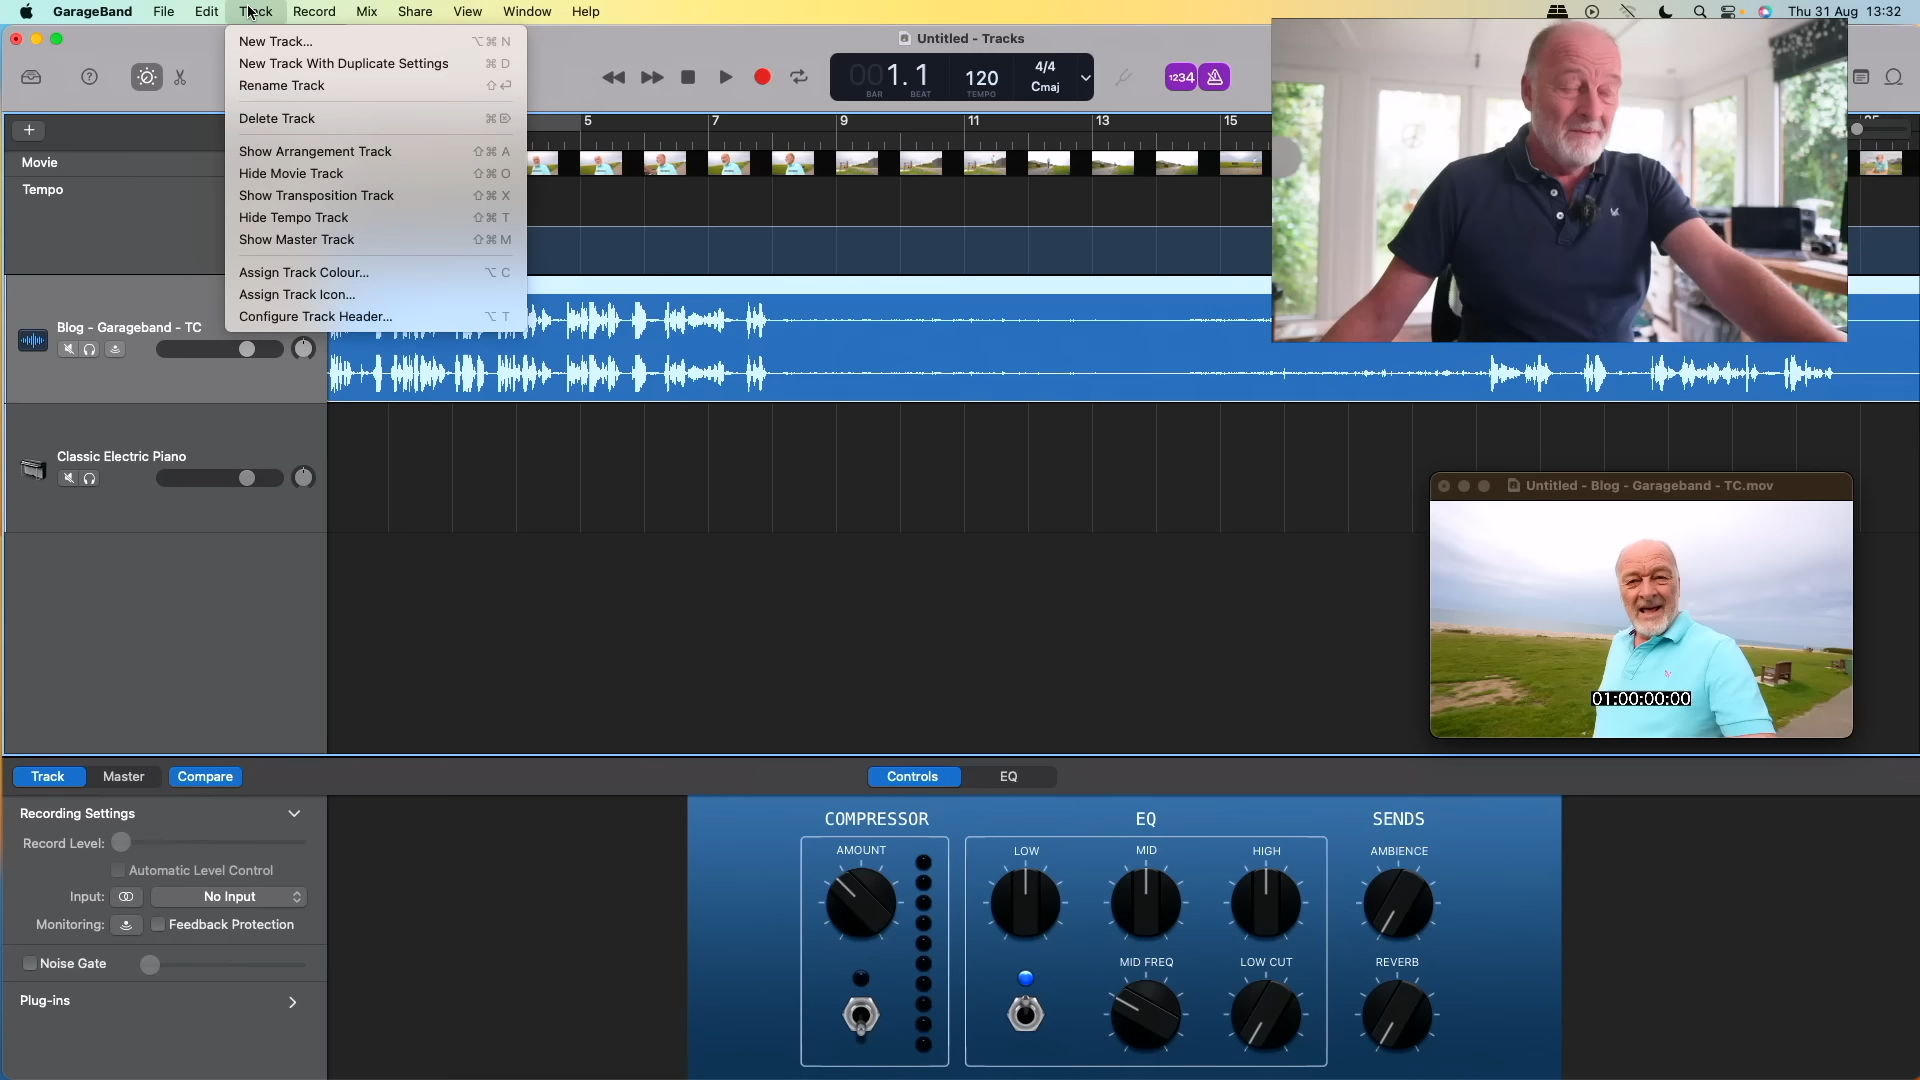 GarageBand File Edit Track Record Mix Share View Window Help Thu 31 Aug 13:32
Untitled - Tracks
New Track... ⌥⌘ N
New Track With Duplicate Settings ⌘ D
Rename Track ⇧⏎
Delete Track ⌘⌦
Show Arrangement Track ⇧⌘ A
Hide Movie Track ⇧⌘ O
Show Transposition Track ⇧⌘ X
Hide Tempo Track ⇧⌘ T
Show Master Track ⇧⌘ M
Assign Track Colour... ⌥ C
Assign Track Icon...
Configure Track Header... ⌥ T
001. 1 120 4/4
Cmaj
BAR BEAT TEMPO
1234
5 7 9 11 13 15
Movie
Tempo
Blog - Garageband - TC
Classic Electric Piano
Untitled - Blog - Garageband - TC.mov
01:00:00:00
Track Master Compare Controls EQ
Recording Settings
Record Level:
Automatic Level Control
Input: No Input
Monitoring: Feedback Protection
Noise Gate
Plug-ins
COMPRESSOR EQ SENDS
AMOUNT LOW MID HIGH AMBIENCE
MID FREQ LOW CUT REVERB